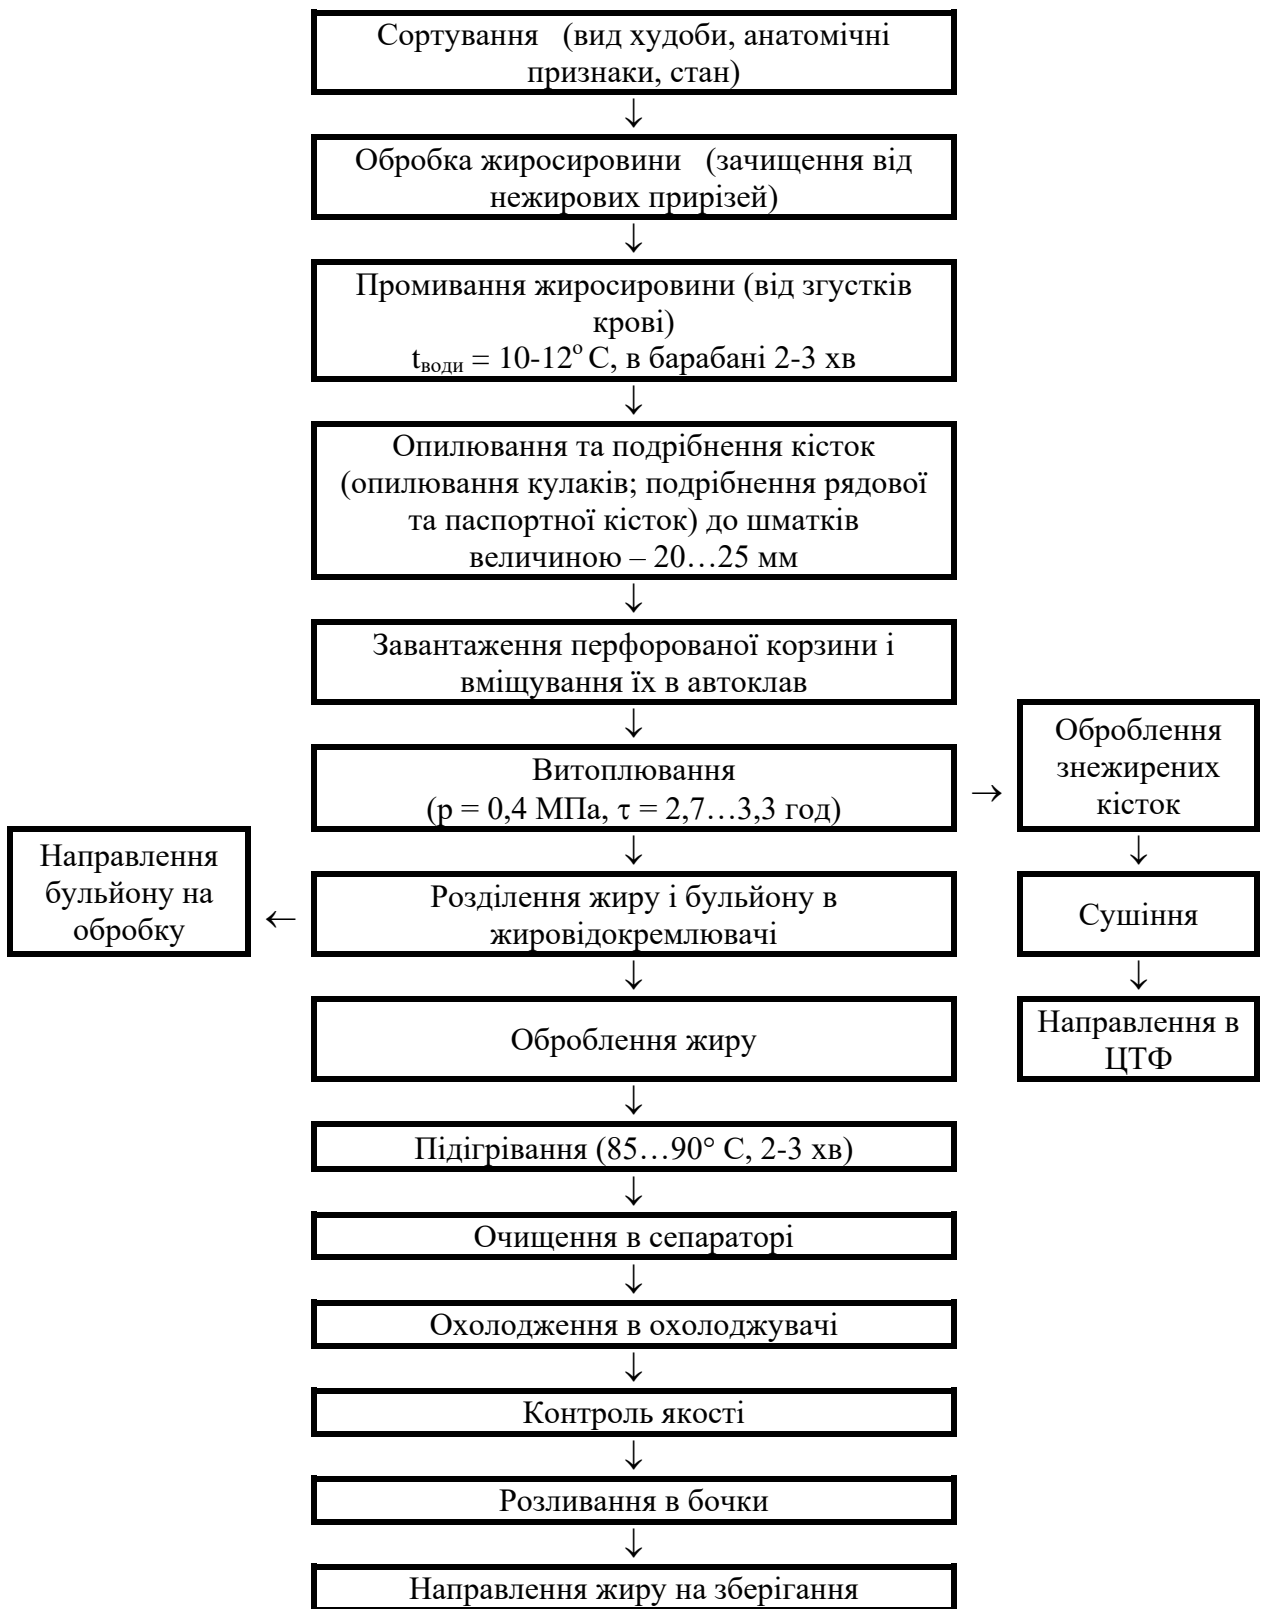 Сортування (вид худоби, анатомічні
признаки, стан)
↓
Обробка жиросировини (зачищення від
нежирових прирізей)
↓
Промивання жиросировини (від згустків
крові)
tводи = 10-12º С, в барабані 2-3 хв
↓
Опилювання та подрібнення кісток
(опилювання кулаків; подрібнення рядової
та паспортної кісток) до шматків
величиною – 20…25 мм
↓
Завантаження перфорованої корзини і
вміщування їх в автоклав
↓
Витоплювання
(р = 0,4 МПа, τ = 2,7…3,3 год)
→
Оброблення
знежирених
кісток
↓
Сушіння
↓
Направлення в
ЦТФ
↓
Розділення жиру і бульйону в
жировідокремлювачі
←
Направлення
бульйону на
обробку
↓
Оброблення жиру
↓
Підігрівання (85…90° С, 2-3 хв)
↓
Очищення в сепараторі
↓
Охолодження в охолоджувачі
↓
Контроль якості
↓
Розливання в бочки
↓
Направлення жиру на зберігання